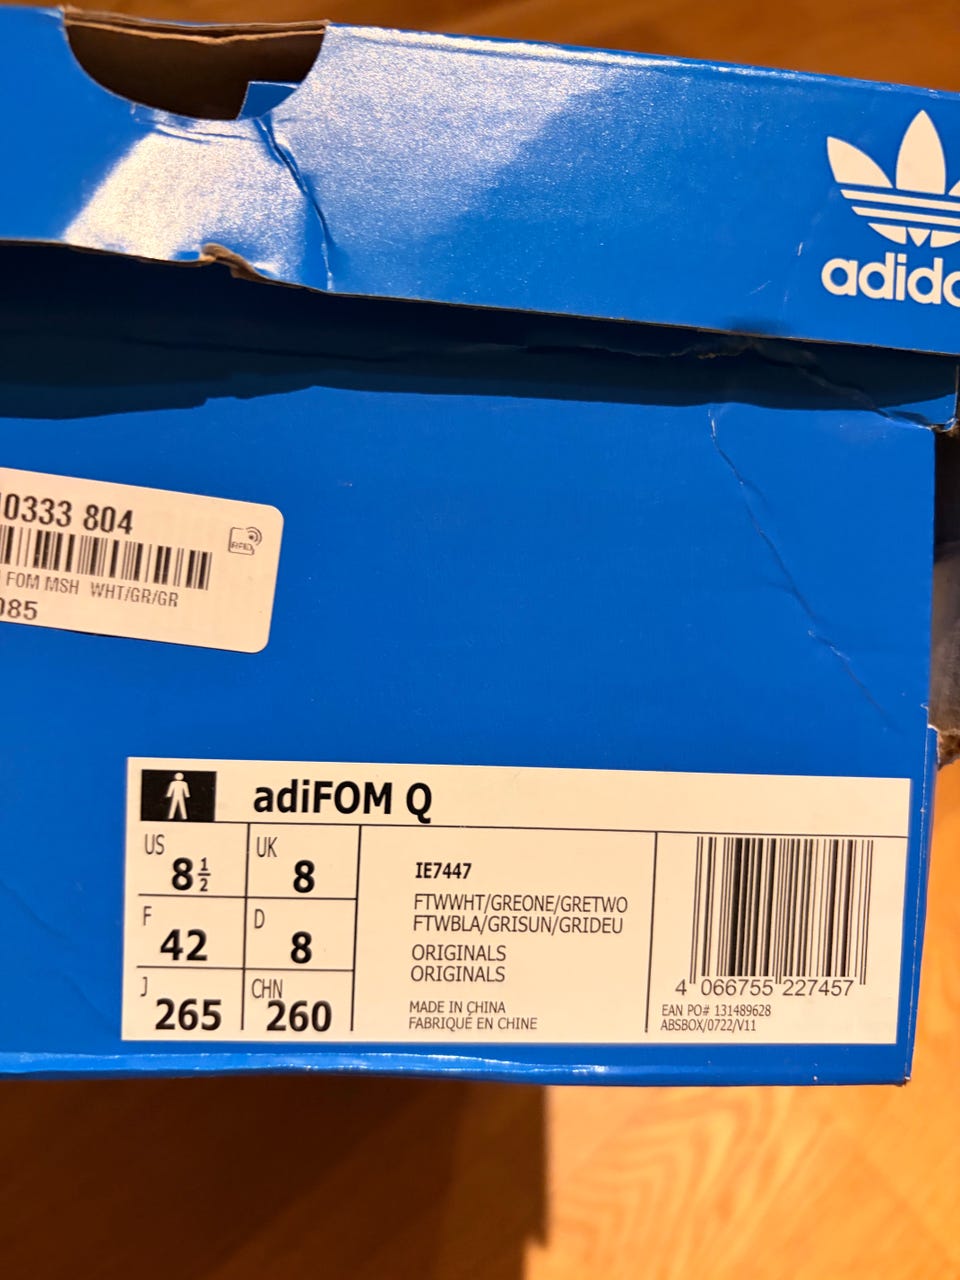 adida
0333 804
RFID
FOM MSH WHT/GR/GR
085
adiFOM Q
US 8 1/2
UK 8
F 42
D 8
J 265
CHN 260
IE7447
FTWWHT/GREONE/GRETWO
FTWBLA/GRISUN/GRIDEU
ORIGINALS
ORIGINALS
MADE IN CHINA
FABRIQUÉ EN CHINE
4 066755 227457
EAN PO# 131489628
ABSBOX/0722/V11